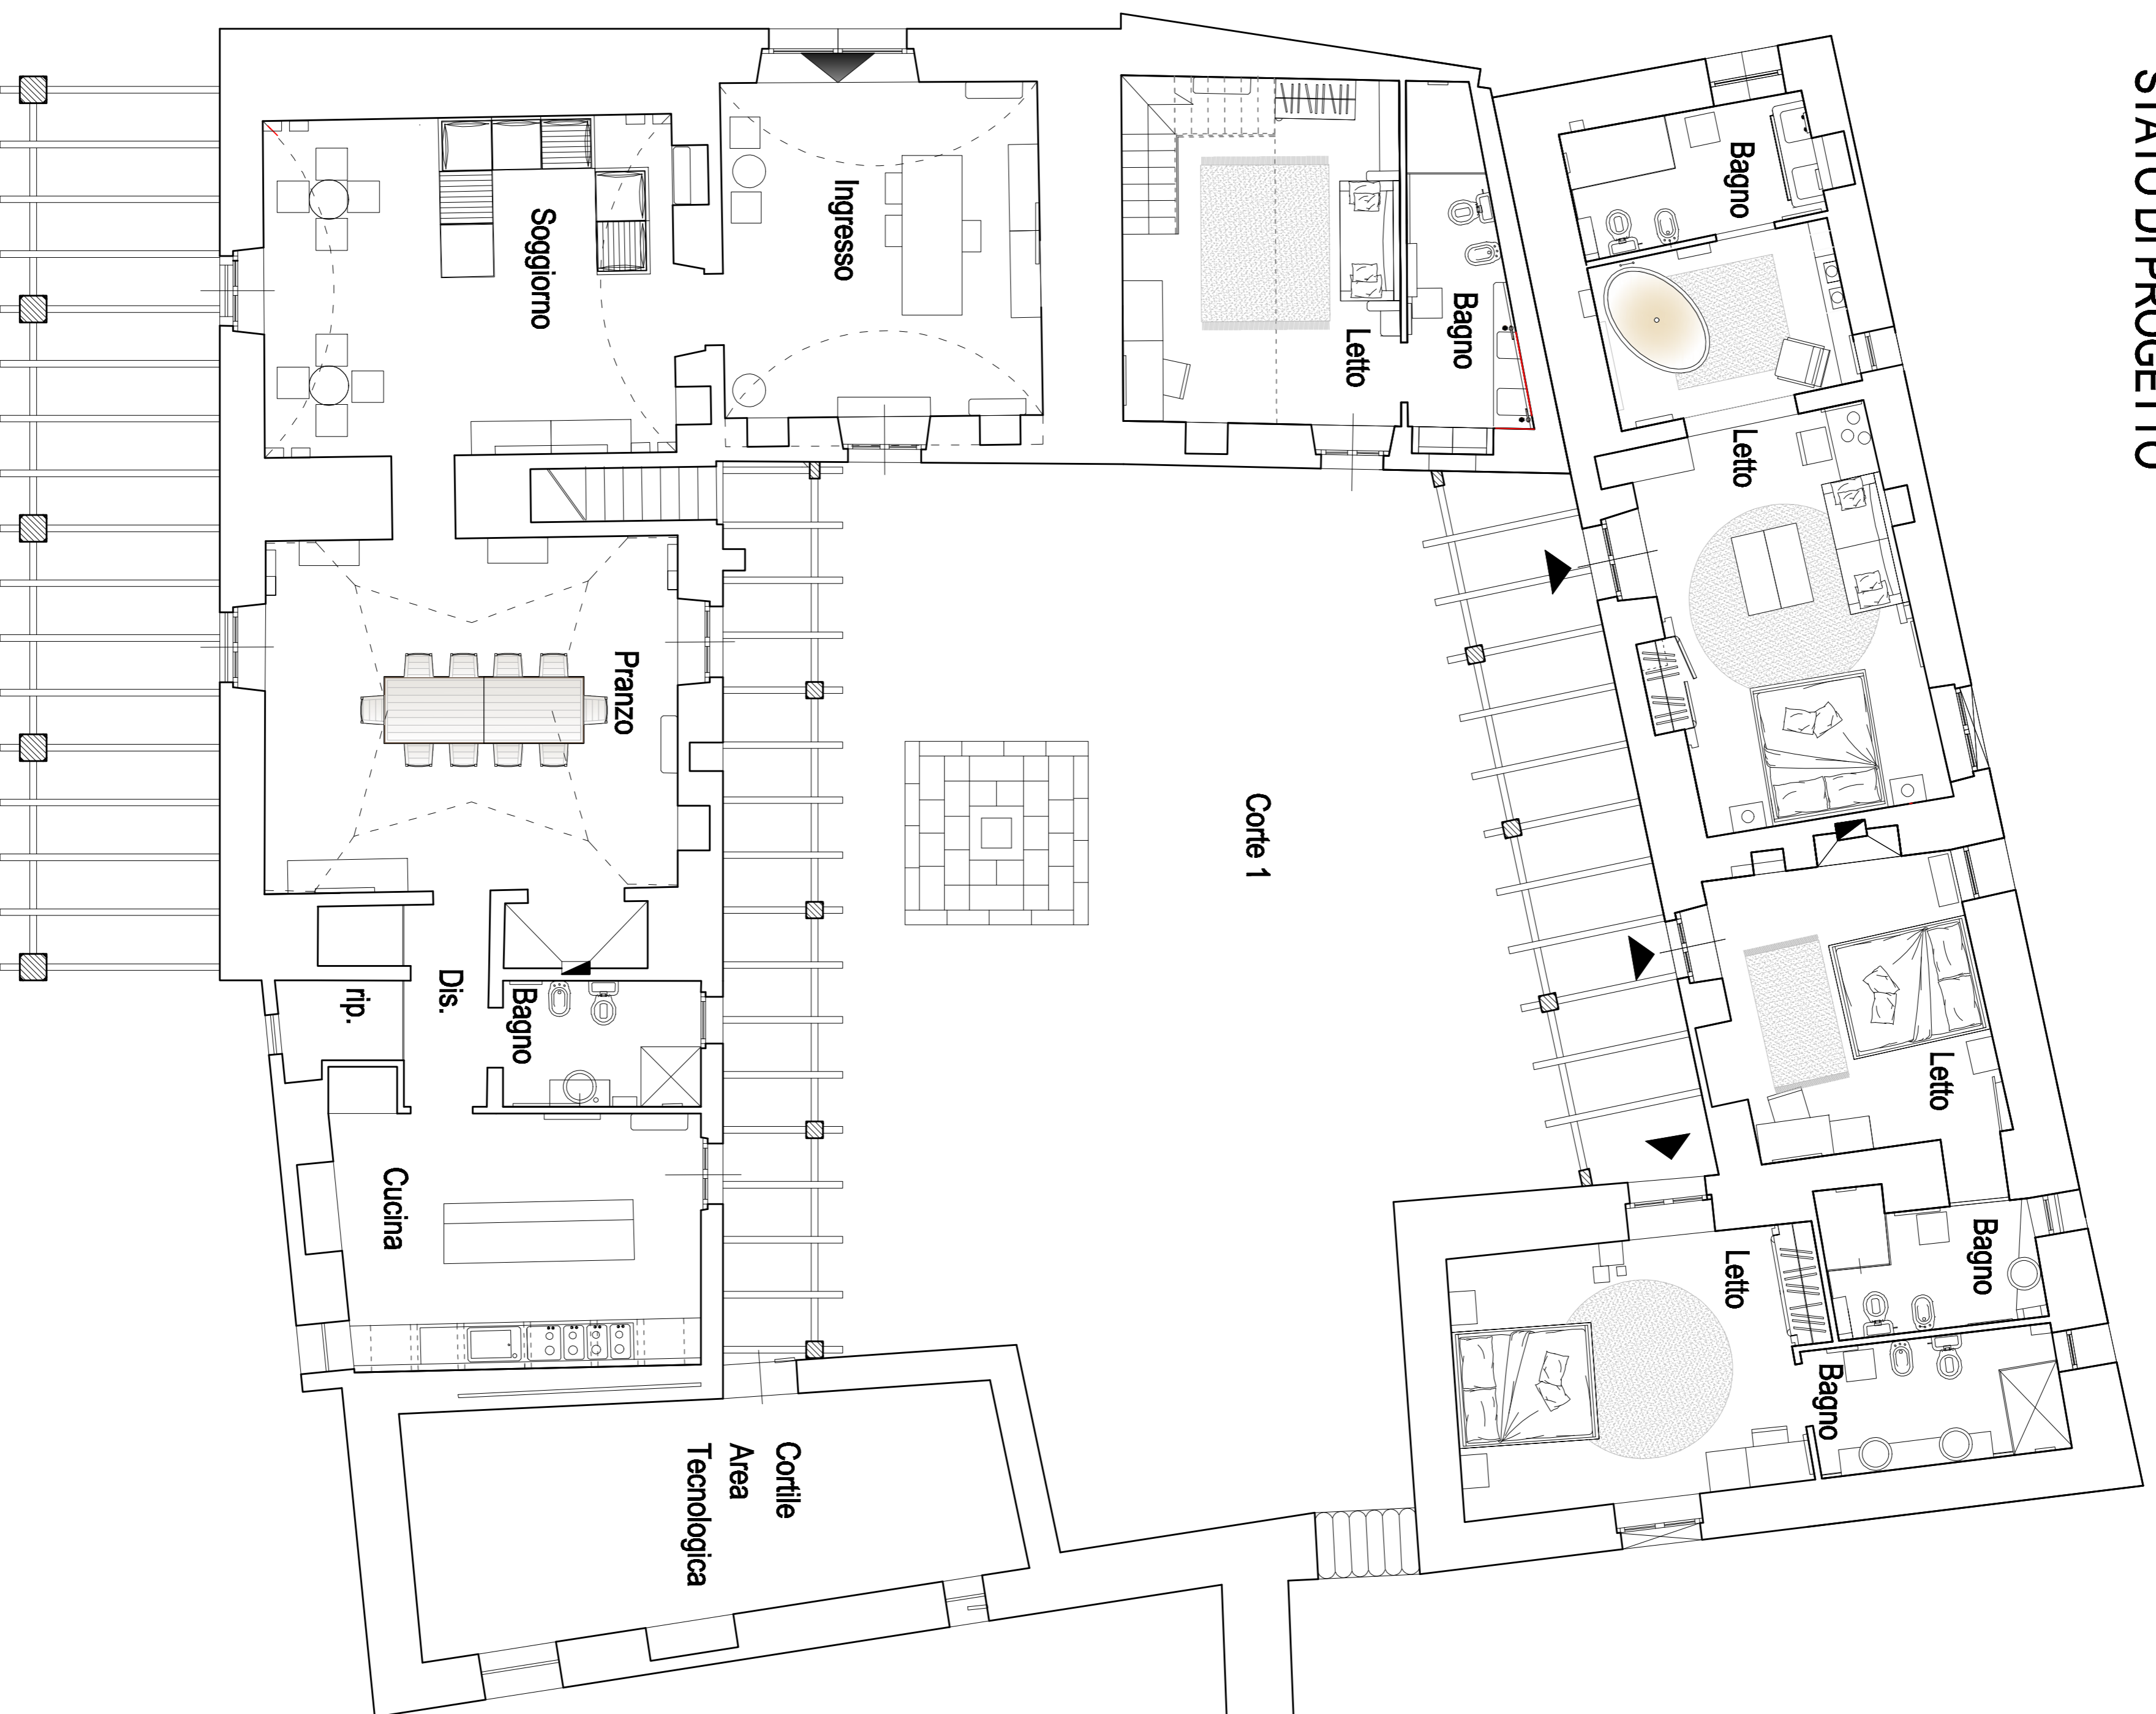 STATO DI PROGETTO
Bagno
Letto
Letto
Bagno
Bagno
Letto
Bagno
Letto
Corte 1
Ingresso
Soggiorno
Pranzo
Dis.
rip.
Bagno
Cucina
Cortile
Area
Tecnologica